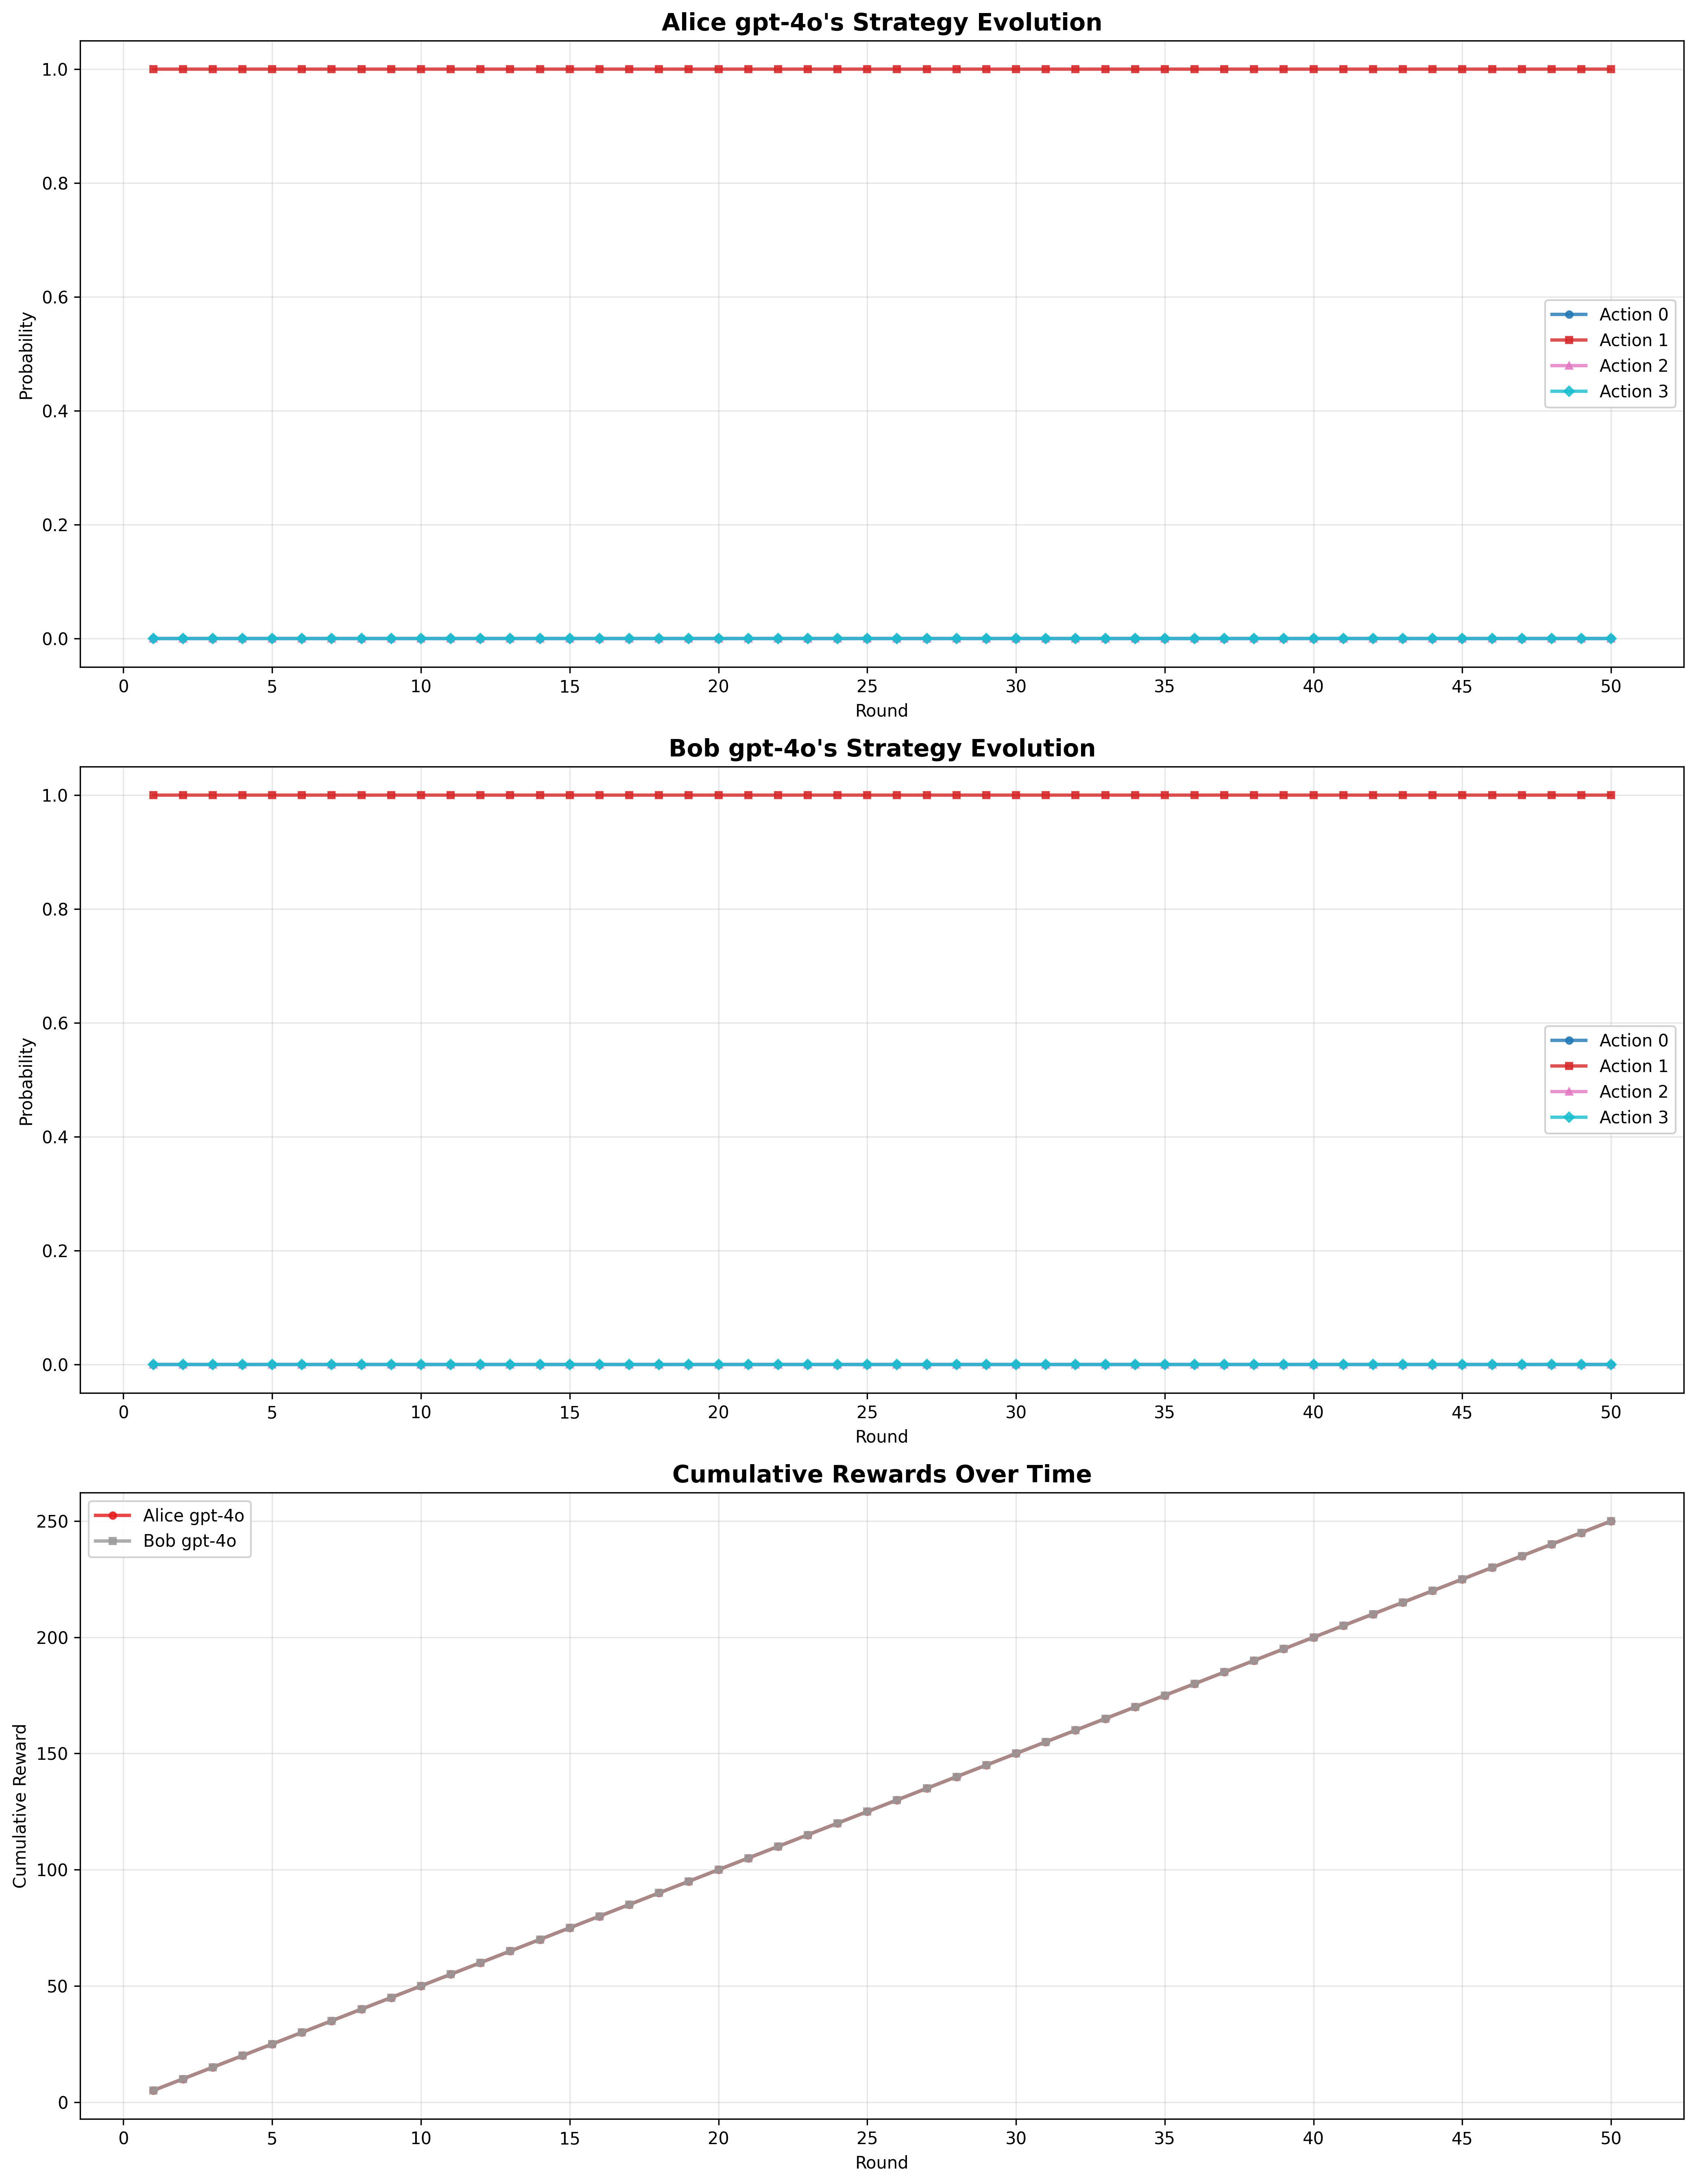 Alice gpt-4o's Strategy Evolution
1.0
0.8
0.6
0.4
0.2
0.0
Probability
Action 0
Action 1
Action 2
Action 3
0 5 10 15 20 25 30 35 40 45 50
Round
Bob gpt-4o's Strategy Evolution
1.0
0.8
0.6
0.4
0.2
0.0
Probability
Action 0
Action 1
Action 2
Action 3
0 5 10 15 20 25 30 35 40 45 50
Round
Cumulative Rewards Over Time
Alice gpt-4o
Bob gpt-4o
250
200
150
100
50
0
Cumulative Reward
0 5 10 15 20 25 30 35 40 45 50
Round